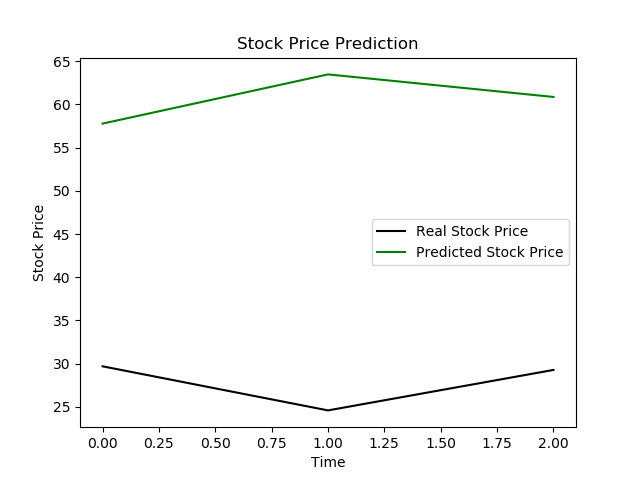 Stock Price Prediction
65
60
55
50
45
40
35
30
25
Stock Price
Real Stock Price
Predicted Stock Price
0.00 0.25 0.50 0.75 1.00 1.25 1.50 1.75 2.00
Time